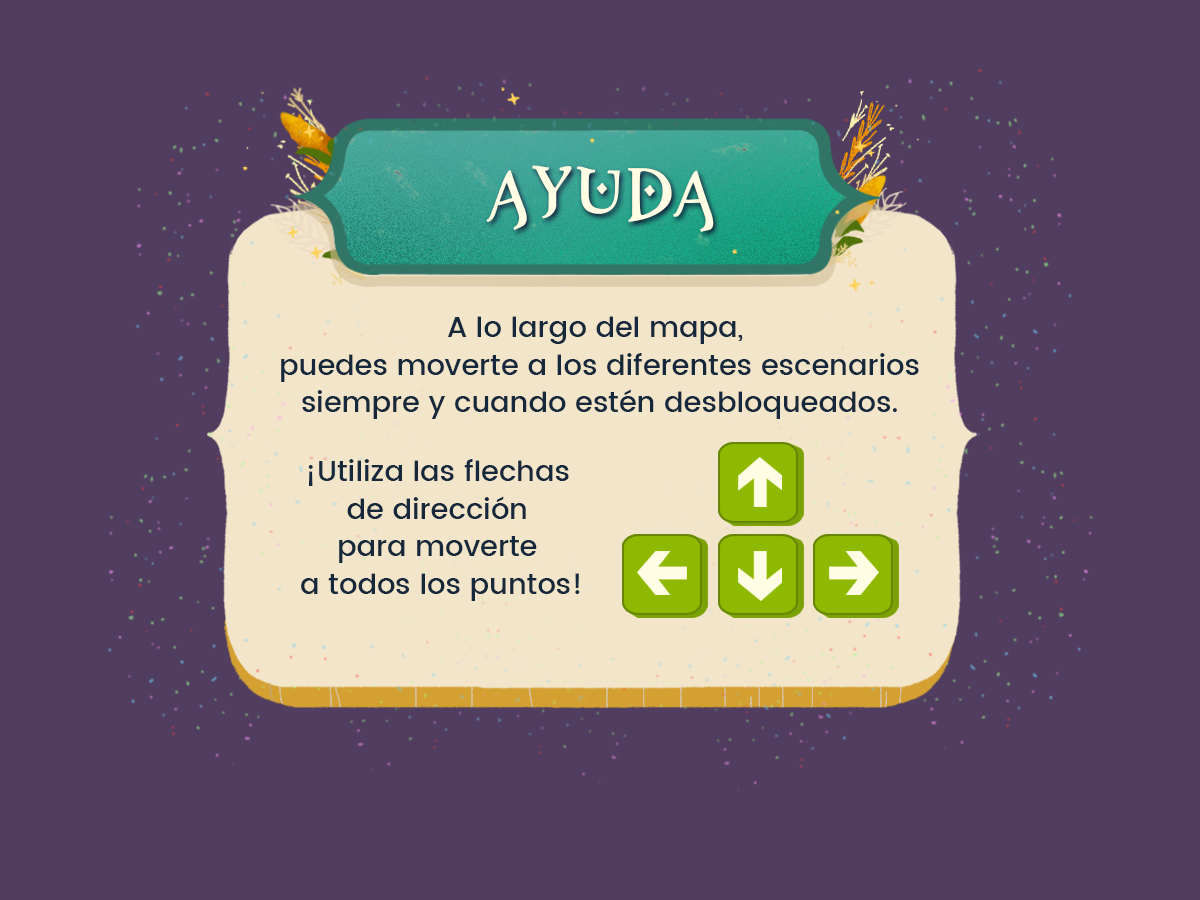 AYUDA
A lo largo del mapa,
puedes moverte a los diferentes escenarios
siempre y cuando estén desbloqueados.
¡Utiliza las flechas
de dirección
para moverte
a todos los puntos!